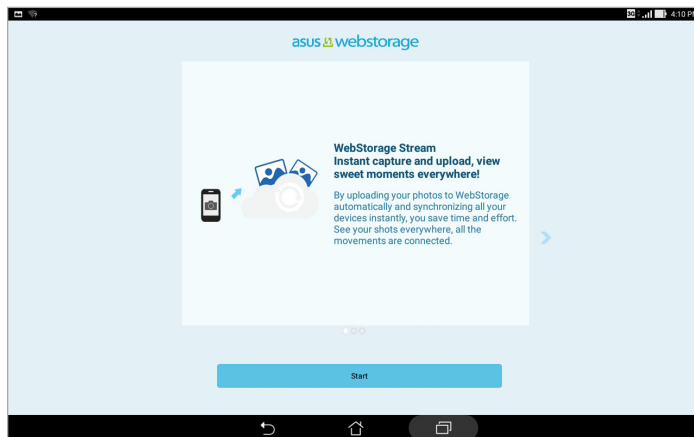 3G 4:10 PM
asus webstorage
WebStorage Stream
Instant capture and upload, view
sweet moments everywhere!
By uploading your photos to WebStorage
automatically and synchronizing all your
devices instantly, you save time and effort.
See your shots everywhere, all the
movements are connected.
Start